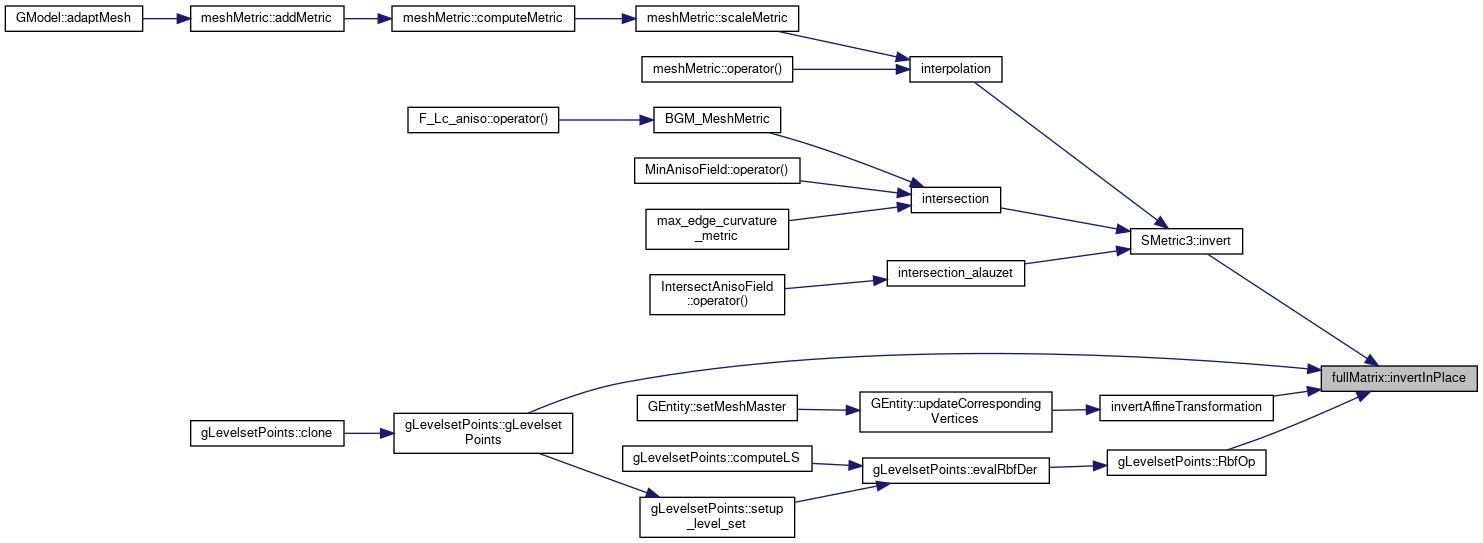 GModel::adaptMesh
meshMetric::addMetric
meshMetric::computeMetric
meshMetric::scaleMetric
meshMetric::operator()
interpolation
F_Lc_aniso::operator()
BGM_MeshMetric
MinAnisoField::operator()
max_edge_curvature
_metric
intersection
SMetric3::invert
IntersectAnisoField
::operator()
intersection_alauzet
fullMatrix::invertInPlace
GEntity::setMeshMaster
GEntity::updateCorresponding
Vertices
invertAffineTransformation
gLevelsetPoints::clone
gLevelsetPoints::gLevelset
Points
gLevelsetPoints::computeLS
gLevelsetPoints::evalRbfDer
gLevelsetPoints::RbfOp
gLevelsetPoints::setup
_level_set